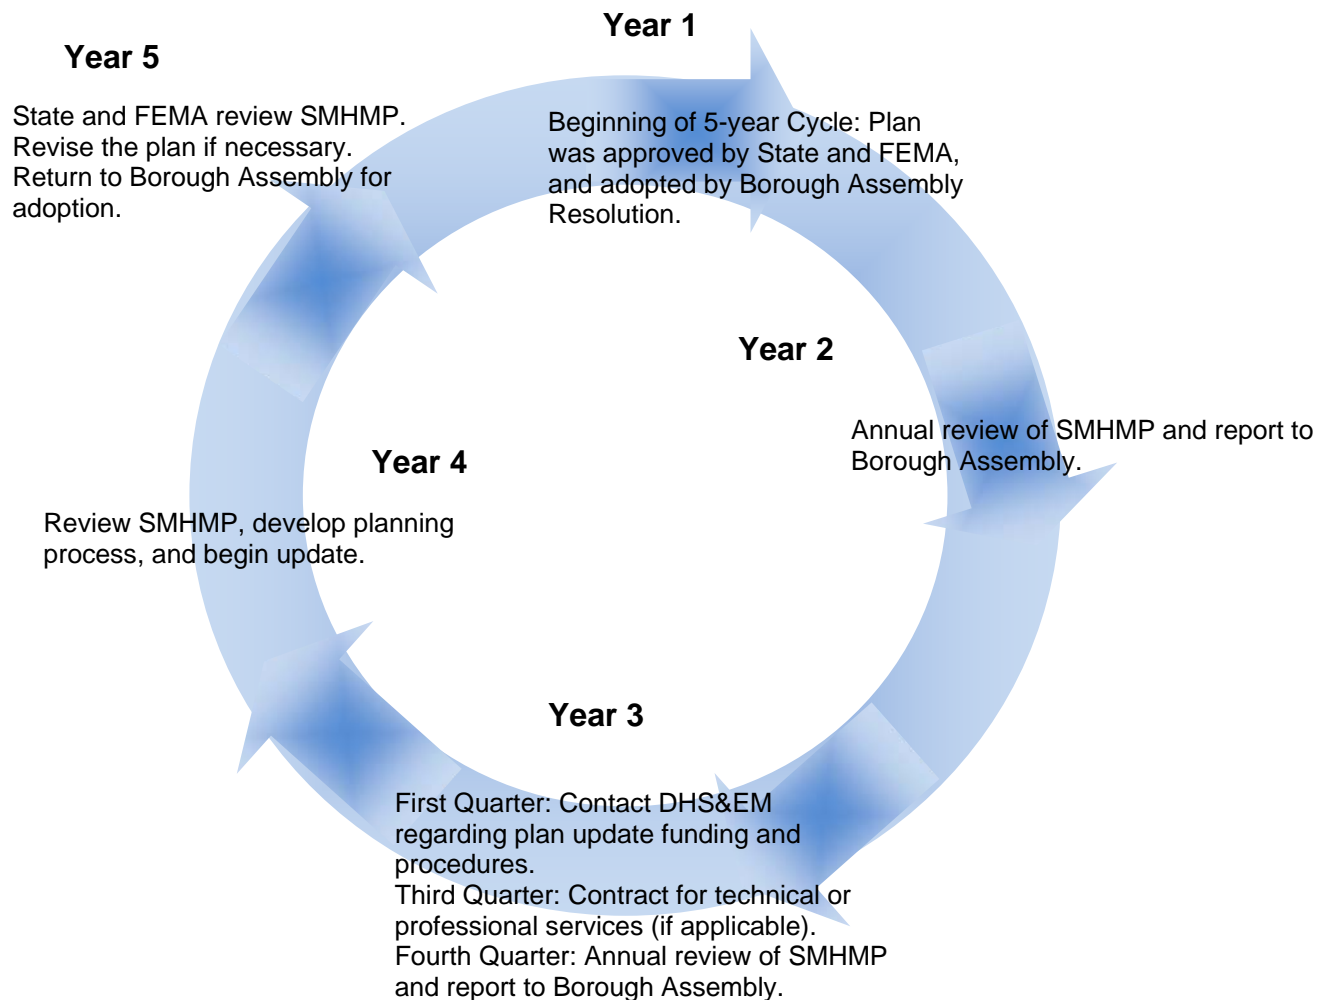 Year 1
Beginning of 5-year Cycle: Plan
was approved by State and FEMA,
and adopted by Borough Assembly
Resolution.
Year 2
Annual review of SMHMP and report to
Borough Assembly.
Year 3
First Quarter: Contact DHS&EM
regarding plan update funding and
procedures.
Third Quarter: Contract for technical or
professional services (if applicable).
Fourth Quarter: Annual review of SMHMP
and report to Borough Assembly.
Year 4
Review SMHMP, develop planning
process, and begin update.
Year 5
State and FEMA review SMHMP.
Revise the plan if necessary.
Return to Borough Assembly for
adoption.